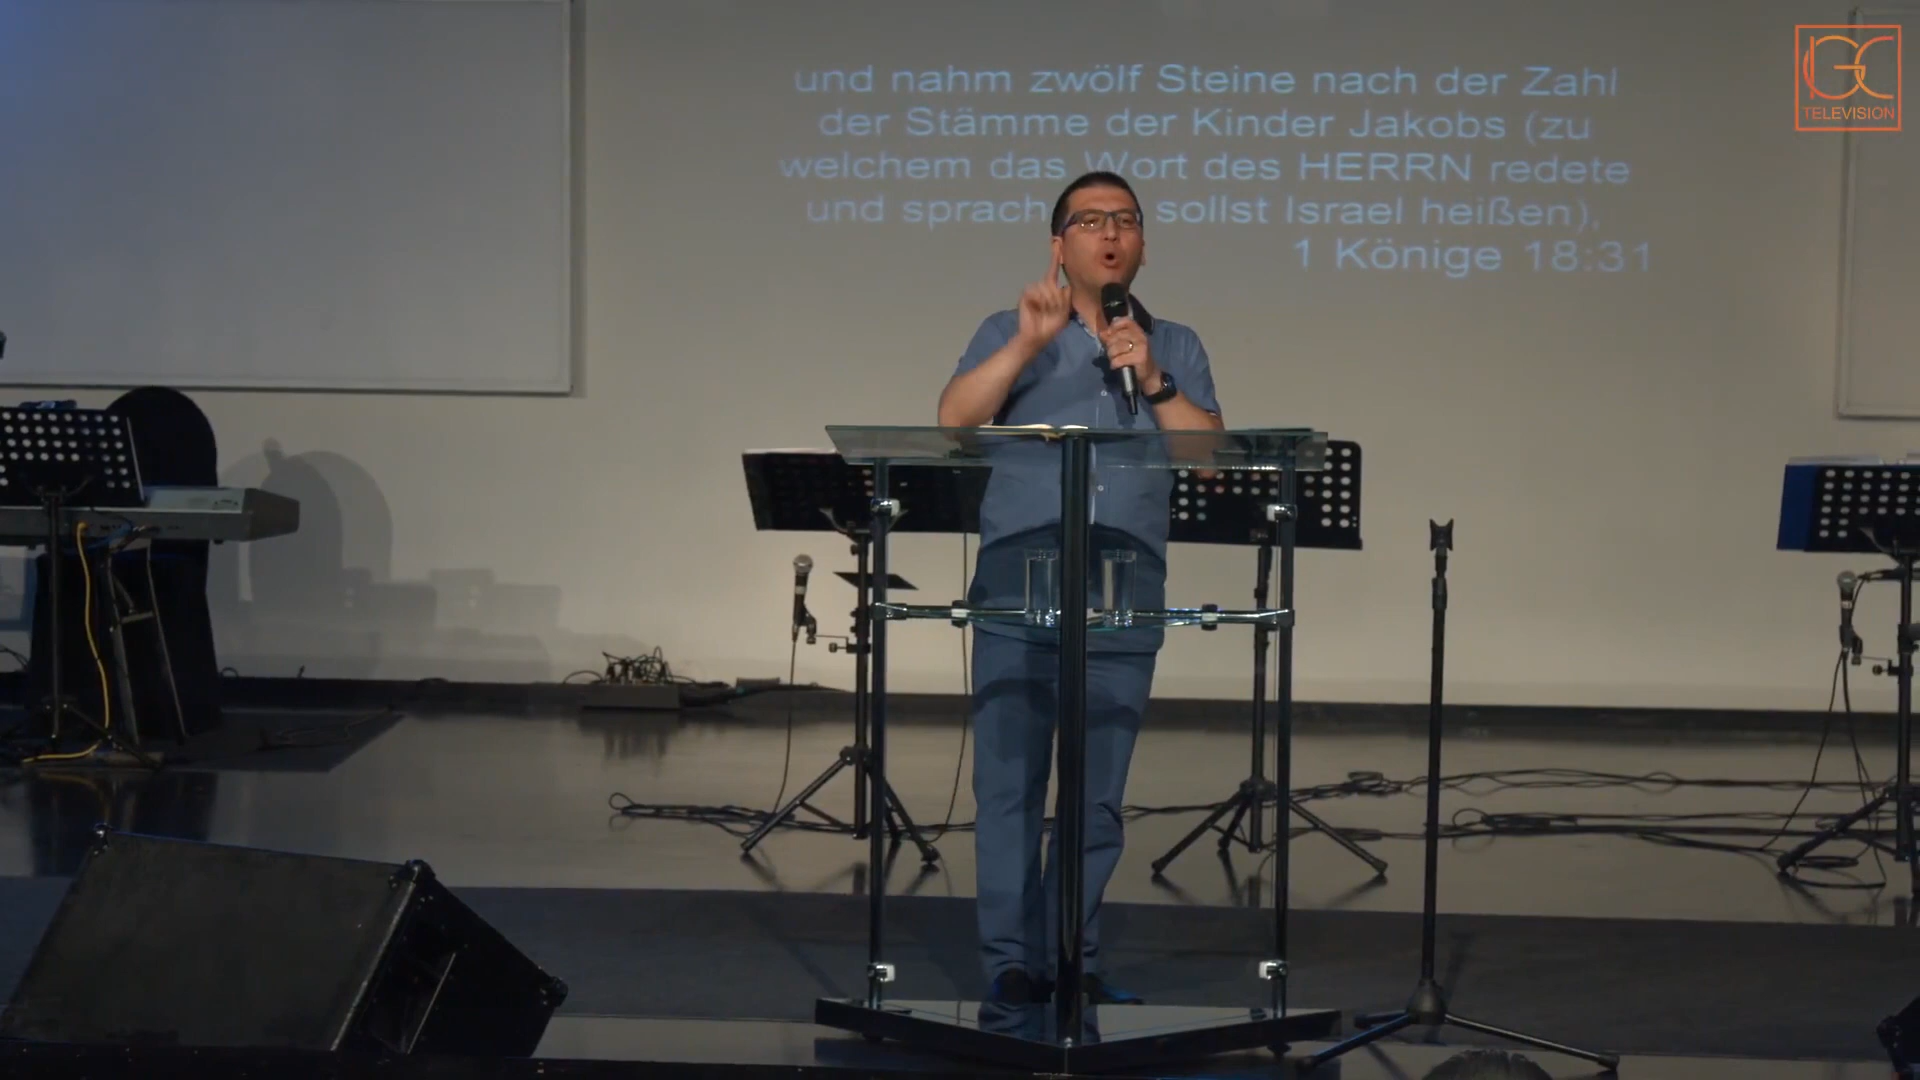 und nahm zwölf Steine nach der Zahl
der Stämme der Kinder Jakobs (zu
welchem das Wort des HERRN redete
und sprach sollst Israel heißen),
1 Könige 18:31
GC
TELEVISION